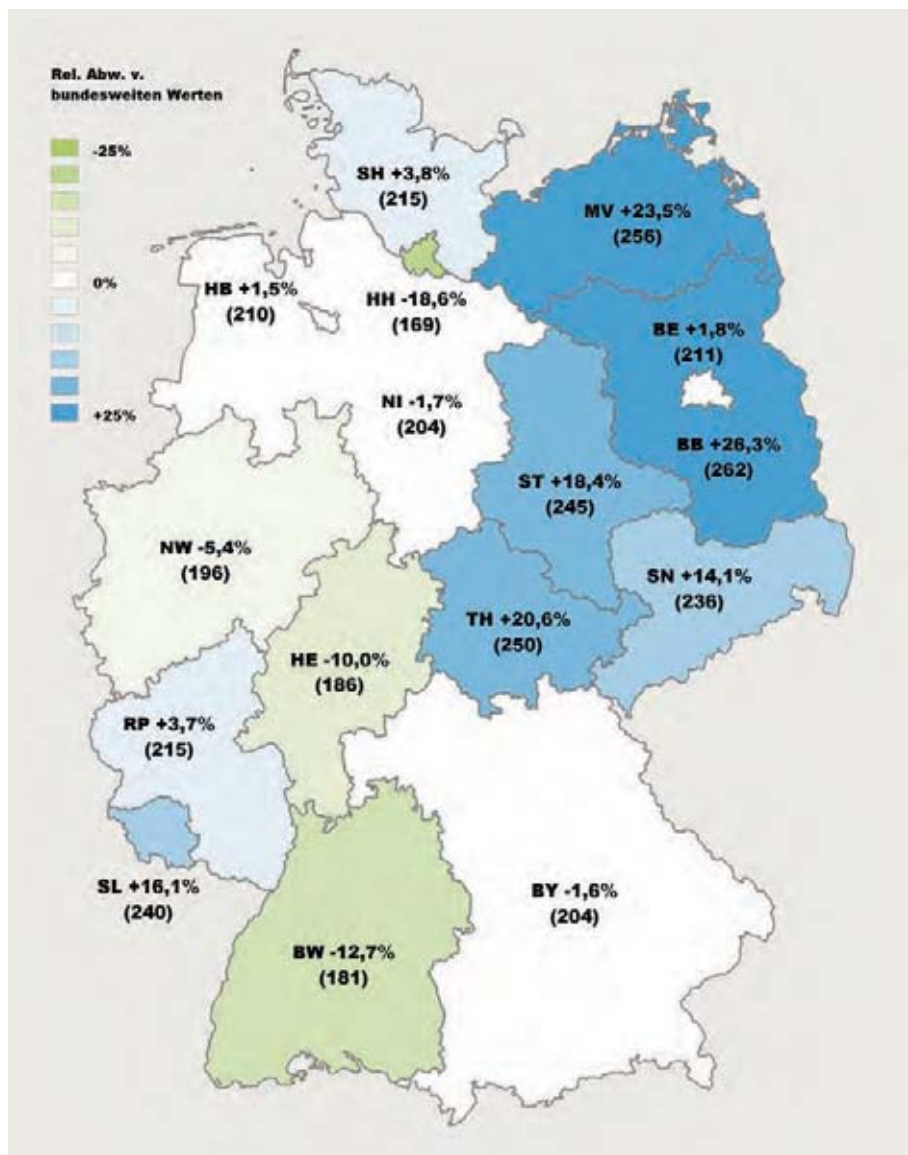 Rel. Abw. v.
bundesweiten Werten
-25%
0%
+25%
SH +3,8%
(215)
MV +23,5%
(256)
HB +1,5%
(210)
HH -18,6%
(169)
BE +1,8%
(211)
NI -1,7%
(204)
BB +26,3%
(262)
ST +18,4%
(245)
NW -5,4%
(196)
SN +14,1%
(236)
TH +20,6%
(250)
HE -10,0%
(186)
RP +3,7%
(215)
SL +16,1%
(240)
BY -1,6%
(204)
BW -12,7%
(181)